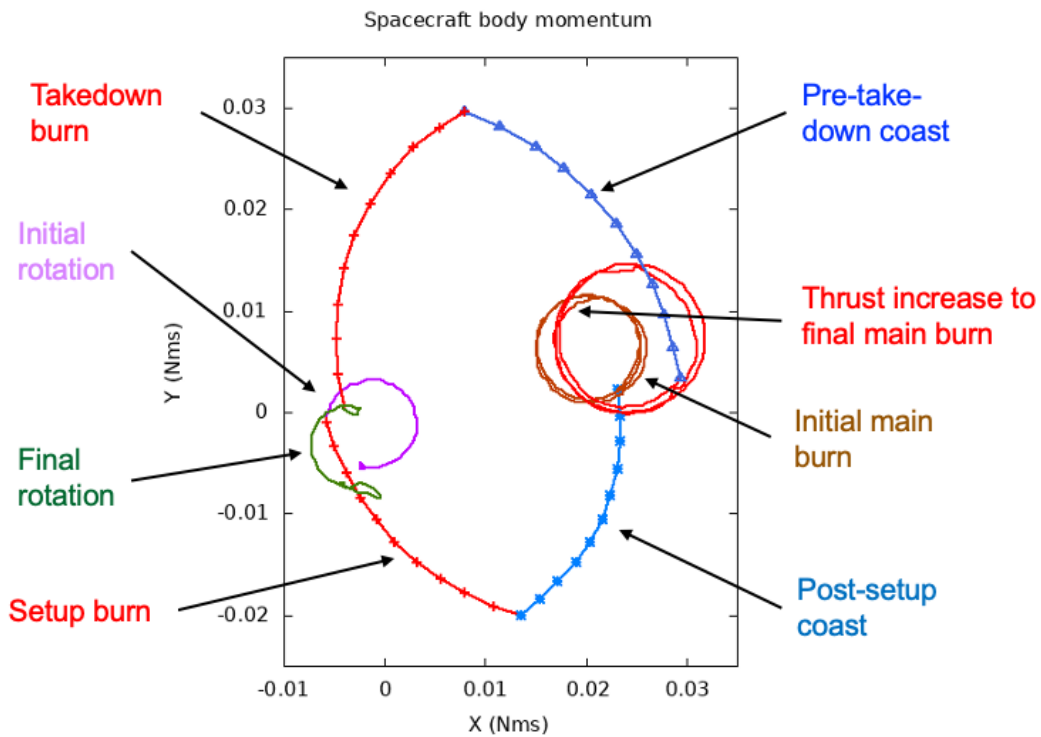 Spacecraft body momentum
Takedown
burn
Pre-take-
down coast
Initial
rotation
Thrust increase to
final main burn
Final
rotation
Initial main
burn
Setup burn
Post-setup
coast
Y (Nms)
0.03
0.02
0.01
0
-0.01
-0.02
-0.01
0
0.01
0.02
0.03
X (Nms)